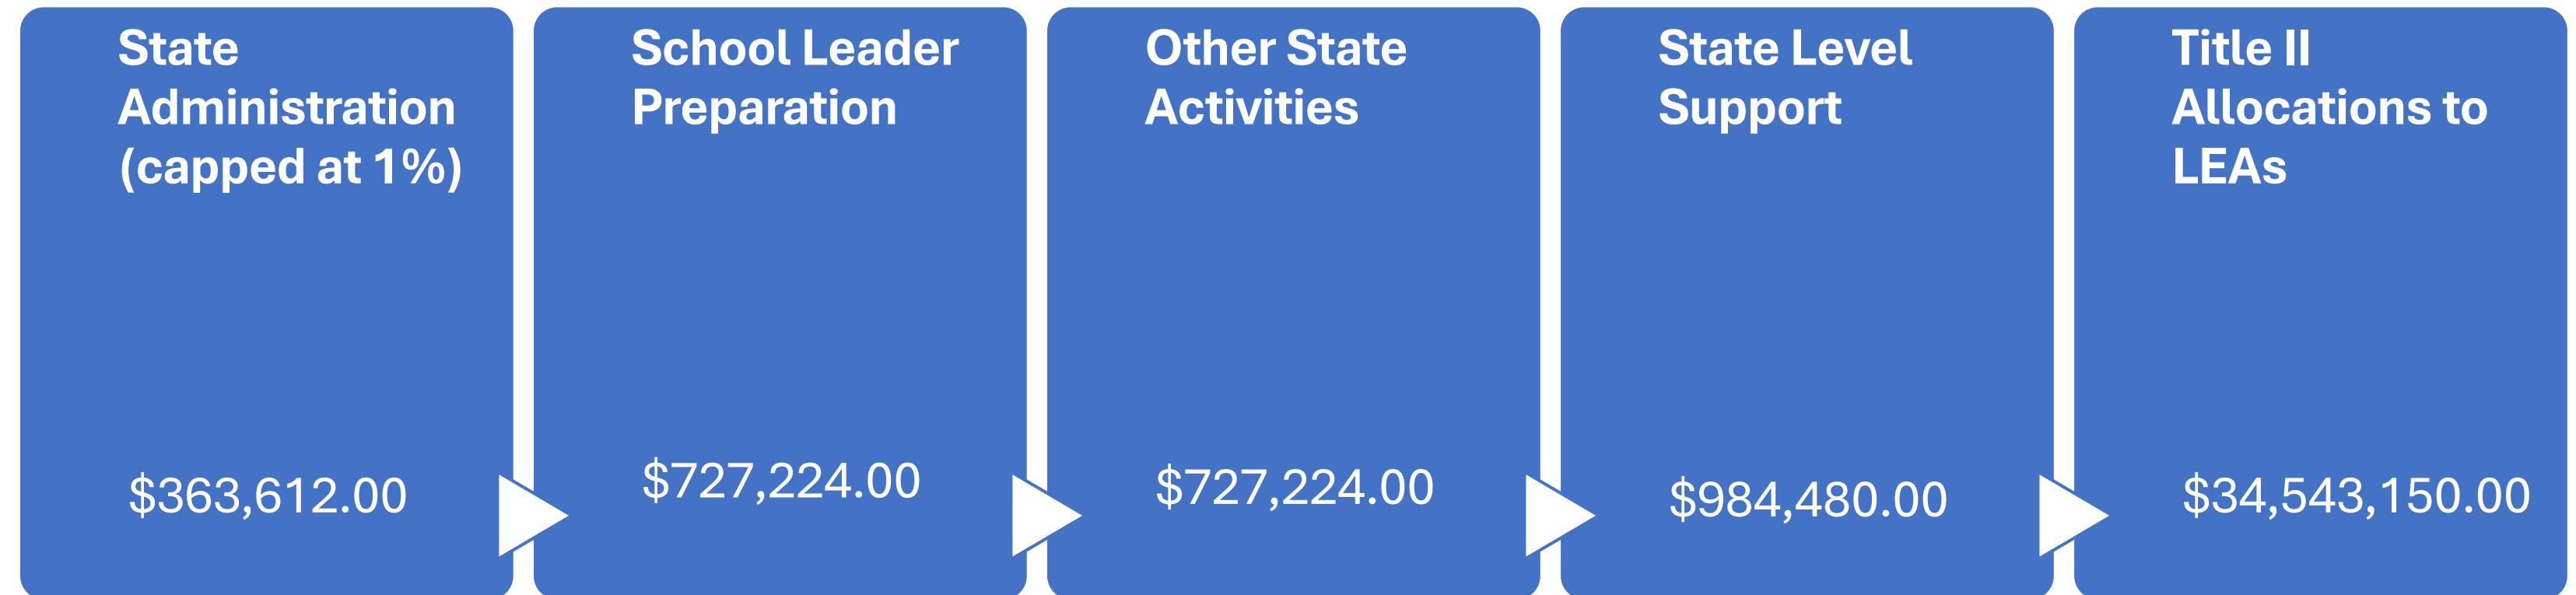 State
Administration
(capped at 1%)
$363,612.00
School Leader
Preparation
$727,224.00
Other State
Activities
$727,224.00
State Level
Support
$984,480.00
Title II
Allocations to
LEAs
$34,543,150.00